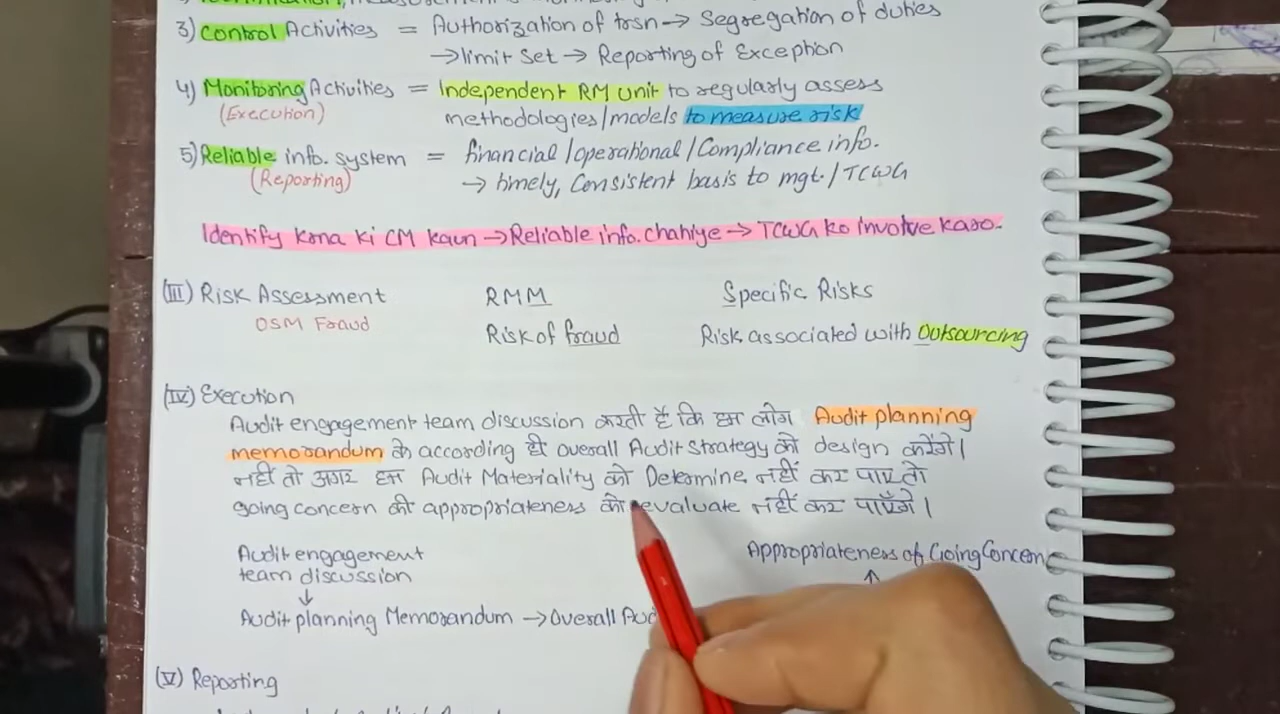 3) Control Activities = Authorization of trsn → Segregation of duties
→ limit set → Reporting of Exception
4) Monitoring Activities = Independent RM Unit to regularly assess
(Execution) methodologies/models to measure risk
5) Reliable info. system = financial/operational/Compliance info.
(Reporting) → timely, Consistent basis to mgt./TCWG
Identify krna ki CM kaun → Reliable info. chahiye → TCWG ko involve karo.
(III) Risk Assessment RMM Specific Risks
OSM Fraud Risk of fraud Risk associated with Outsourcing
(IV) Execution
Audit engagement team discussion करती है कि हम लोग Audit planning
memorandum के according ही overall Audit strategy को design करेंगे।
नहीं तो अगर हम Audit Materiality को Determine नहीं कर पाए तो
going concern की appropriateness को evaluate नहीं कर पाएँगे।
Audit engagement Appropriateness of Going Concern
team discussion ↑
↓
Audit planning Memorandum → Overall
(V) Reporting